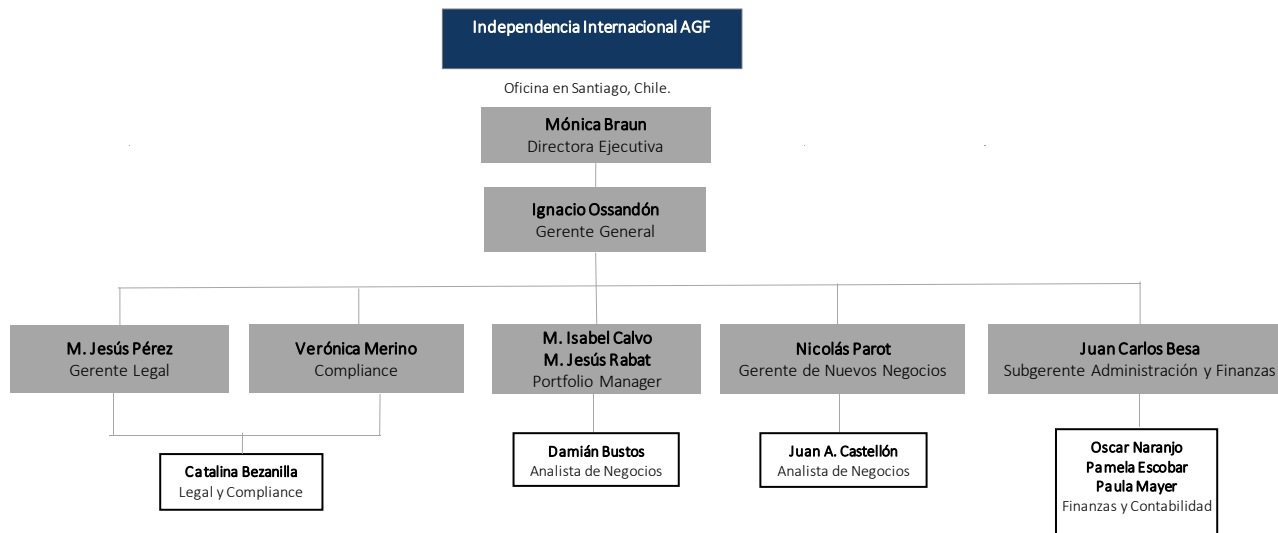 Independencia Internacional AGF
Oficina en Santiago, Chile.
Mónica Braun
Directora Ejecutiva
Ignacio Ossandón
Gerente General
M. Jesús Pérez
Gerente Legal
Verónica Merino
Compliance
M. Isabel Calvo
M. Jesús Rabat
Portfolio Manager
Nicolás Parot
Gerente de Nuevos Negocios
Juan Carlos Besa
Subgerente Administración y Finanzas
Catalina Bezanilla
Legal y Compliance
Damián Bustos
Analista de Negocios
Juan A. Castellón
Analista de Negocios
Oscar Naranjo
Pamela Escobar
Paula Mayer
Finanzas y Contabilidad